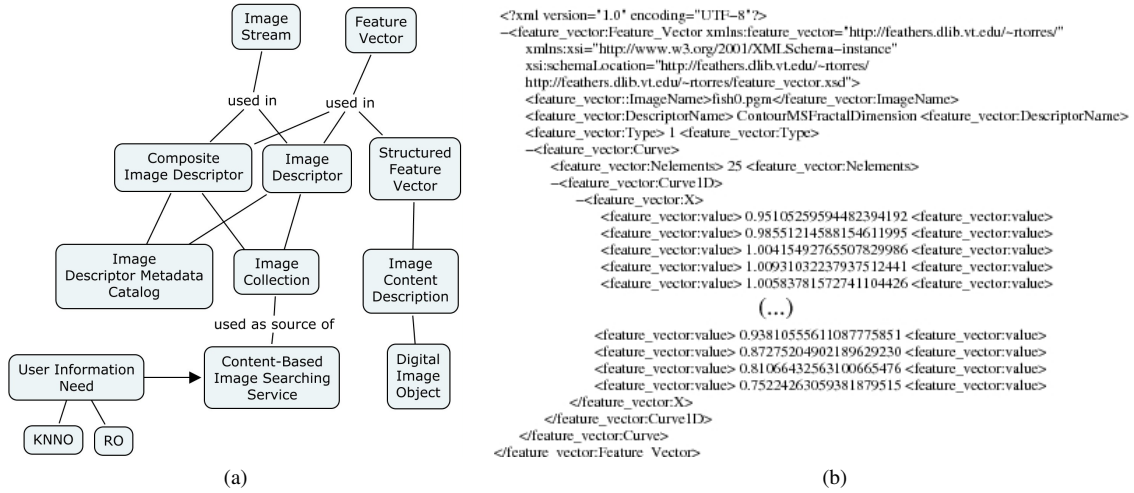 Image
Stream
Feature
Vector
used in
used in
Composite
Image Descriptor
Image
Descriptor
Structured
Feature
Vector
Image
Descriptor Metadata
Catalog
Image
Collection
Image
Content
Description
used as source of
User Information
Need
Content-Based
Image Searching
Service
Digital
Image
Object
KNNO
RO
(a)
<?xml version="1.0" encoding="UTF-8"?>
−<feature_vector:Feature_Vector xmlns:feature_vector="http://feathers.dlib.vt.edu/~rtorres/"
xmlns:xsi="http://www.w3.org/2001/XMLSchema-instance"
xsi:schemaLocation="http://feathers.dlib.vt.edu/~rtorres/
http://feathers.dlib.vt.edu/~rtorres/feature_vector.xsd">
<feature_vector::ImageName>fish0.pgm</feature_vector:ImageName>
<feature_vector:DescriptorName> ContourMSFractalDimension <feature_vector:DescriptorName>
<feature_vector:Type> 1 <feature_vector:Type>
−<feature_vector:Curve>
<feature_vector:Nelements> 25 <feature_vector:Nelements>
−<feature_vector:Curve1D>
−<feature_vector:X>
<feature_vector:value> 0.95105259594482394192 <feature_vector:value>
<feature_vector:value> 0.98551214588154611995 <feature_vector:value>
<feature_vector:value> 1.00415492765507829986 <feature_vector:value>
<feature_vector:value> 1.00931032237937512441 <feature_vector:value>
<feature_vector:value> 1.00583781572741104426 <feature_vector:value>
(...)
<feature_vector:value> 0.93810555611087775851 <feature_vector:value>
<feature_vector:value> 0.87275204902189629230 <feature_vector:value>
<feature_vector:value> 0.81066432563100665476 <feature_vector:value>
<feature_vector:value> 0.75224263059381879515 <feature_vector:value>
</feature_vector:X>
</feature_vector:Curve1D>
</feature_vector:Curve>
</feature_vector:Feature_Vector>
(b)